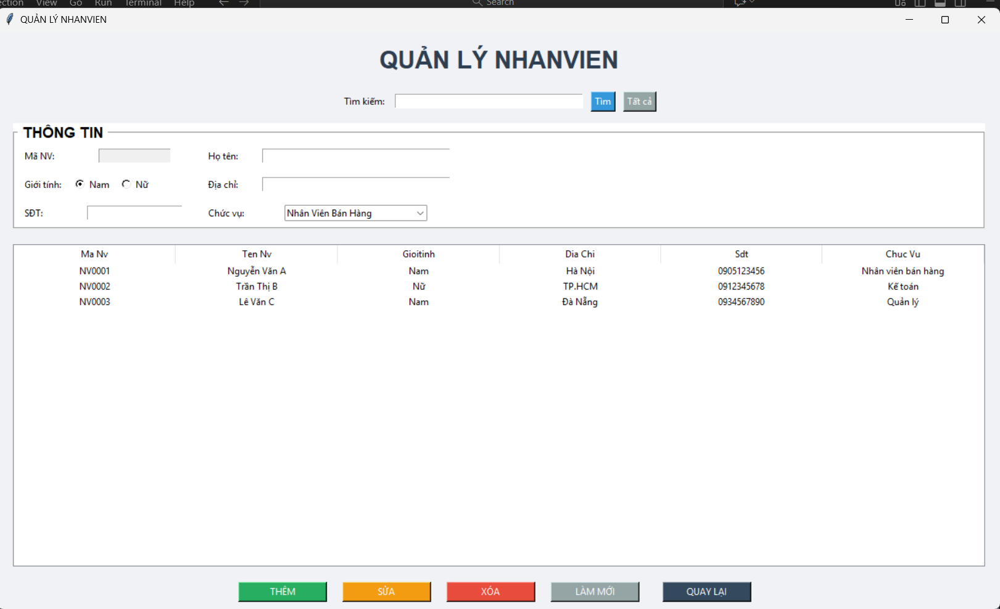 ection View Go Run Terminal Help Search
QUẢN LÝ NHANVIEN
QUẢN LÝ NHANVIEN
Tìm kiếm: Tìm Tất cả
THÔNG TIN
Mã NV: Họ tên:
Giới tính: Nam Nữ Địa chỉ:
SĐT: Chức vụ: Nhân Viên Bán Hàng
Ma Nv Ten Nv Gioitinh Dia Chi Sdt Chuc Vu
NV0001 Nguyễn Văn A Nam Hà Nội 0905123456 Nhân viên bán hàng
NV0002 Trần Thị B Nữ TP.HCM 0912345678 Kế toán
NV0003 Lê Văn C Nam Đà Nẵng 0934567890 Quản lý
THÊM SỬA XÓA LÀM MỚI QUAY LẠI